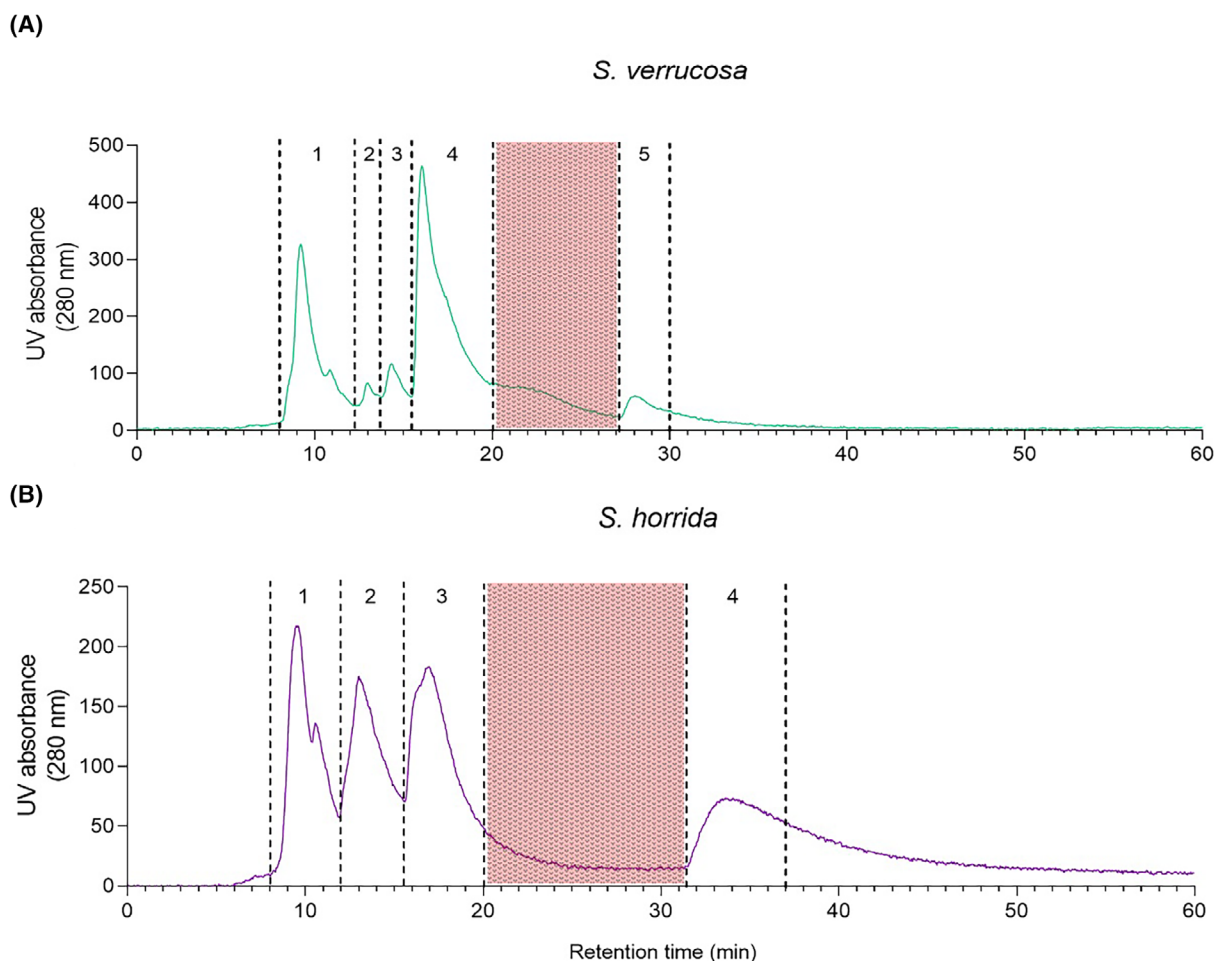 (A)
S. verrucosa
500
400
300
200
100
0
UV absorbance
(280 nm)
1 2 3 4 5
0 10 20 30 40 50 60
(B)
S. horrida
250
200
150
100
50
0
UV absorbance
(280 nm)
1 2 3 4
0 10 20 30 40 50 60
Retention time (min)